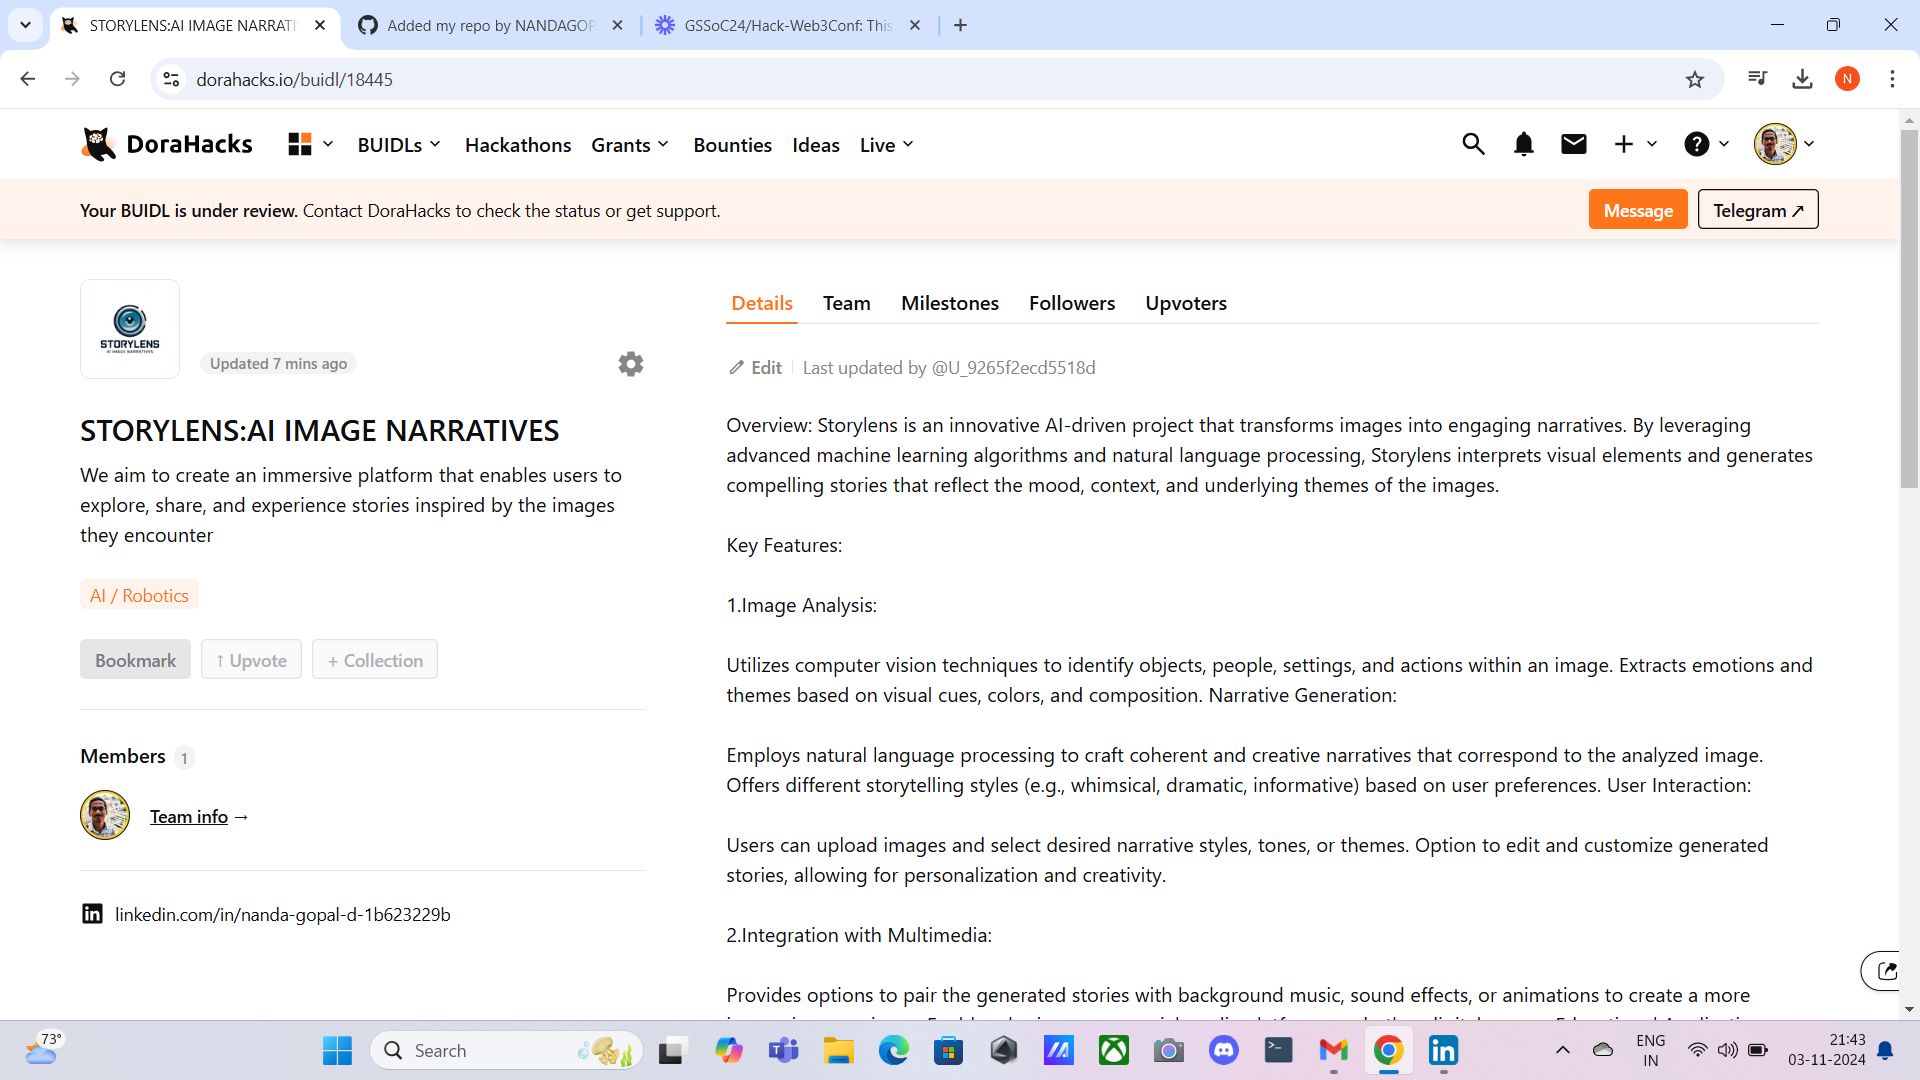 STORYLENS:AI IMAGE NARRATI
Added my repo by NANDAGOP
GSSoC24/Hack-Web3Conf: This
dorahacks.io/buidl/18445
N
DoraHacks
BUIDLs
Hackathons
Grants
Bounties
Ideas
Live
Your BUIDL is under review. Contact DoraHacks to check the status or get support.
Message
Telegram ↗
STORYLENS
AI IMAGE NARRATIVES
Updated 7 mins ago
STORYLENS:AI IMAGE NARRATIVES
We aim to create an immersive platform that enables users to
explore, share, and experience stories inspired by the images
they encounter
AI / Robotics
Bookmark
↑ Upvote
+ Collection
Members 1
Team info →
linkedin.com/in/nanda-gopal-d-1b623229b
Details
Team
Milestones
Followers
Upvoters
Edit
Last updated by @U_9265f2ecd5518d
Overview: Storylens is an innovative AI-driven project that transforms images into engaging narratives. By leveraging
advanced machine learning algorithms and natural language processing, Storylens interprets visual elements and generates
compelling stories that reflect the mood, context, and underlying themes of the images.
Key Features:
1.Image Analysis:
Utilizes computer vision techniques to identify objects, people, settings, and actions within an image. Extracts emotions and
themes based on visual cues, colors, and composition. Narrative Generation:
Employs natural language processing to craft coherent and creative narratives that correspond to the analyzed image.
Offers different storytelling styles (e.g., whimsical, dramatic, informative) based on user preferences. User Interaction:
Users can upload images and select desired narrative styles, tones, or themes. Option to edit and customize generated
stories, allowing for personalization and creativity.
2.Integration with Multimedia:
Provides options to pair the generated stories with background music, sound effects, or animations to create a more
73°
Search
ENG
IN
21:43
03-11-2024